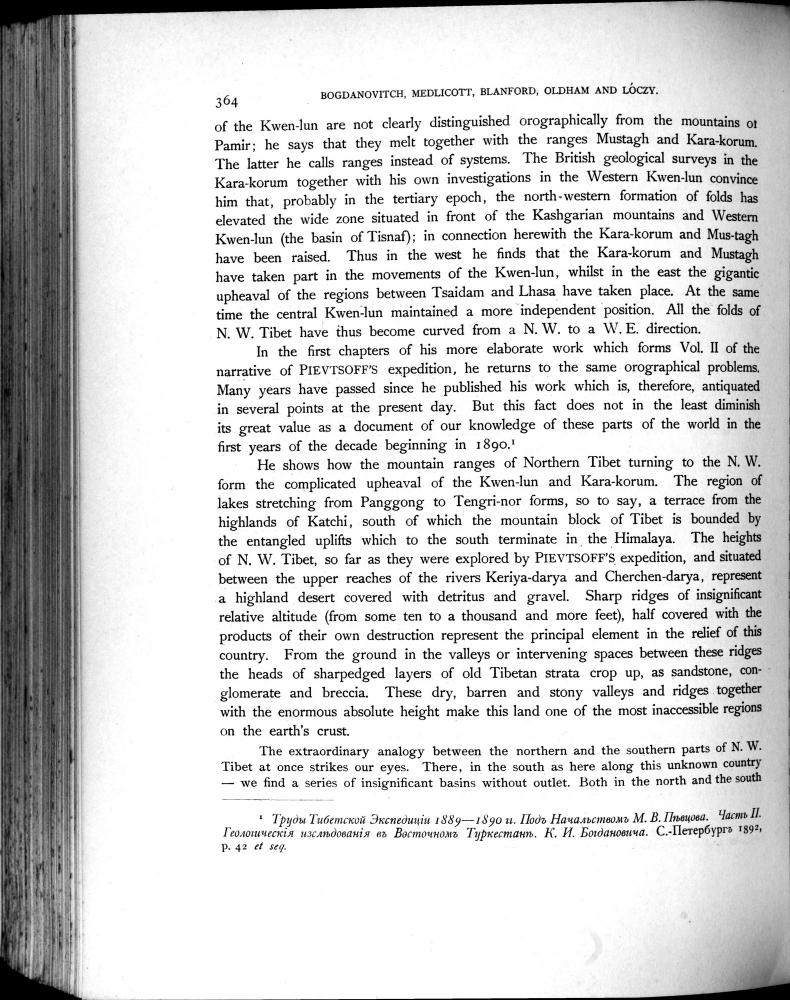 364
BOGDANOVITCH, MEDLICOTT, BLANFORD, OLDHAM AND LÓCZY.
of the Kwen-lun are not clearly distinguished orographically from the mountains of
Pamir; he says that they melt together with the ranges Mustagh and Kara-korum.
The latter he calls ranges instead of systems. The British geological surveys in the
Kara-korum together with his own investigations in the Western Kwen-lun convince
him that, probably in the tertiary epoch, the north-western formation of folds has
elevated the wide zone situated in front of the Kashgarian mountains and Western
Kwen-lun (the basin of Tisnaf); in connection herewith the Kara-korum and Mus-tagh
have been raised. Thus in the west he finds that the Kara-korum and Mustagh
have taken part in the movements of the Kwen-lun, whilst in the east the gigantic
upheaval of the regions between Tsaidam and Lhasa have taken place. At the same
time the central Kwen-lun maintained a more independent position. All the folds of
N. W. Tibet have thus become curved from a N. W. to a W. E. direction.
In the first chapters of his more elaborate work which forms Vol. II of the
narrative of PIEVTSOFF'S expedition, he returns to the same orographical problems.
Many years have passed since he published his work which is, therefore, antiquated
in several points at the present day. But this fact does not in the least diminish
its great value as a document of our knowledge of these parts of the world in the
first years of the decade beginning in 1890.¹
He shows how the mountain ranges of Northern Tibet turning to the N. W.
form the complicated upheaval of the Kwen-lun and Kara-korum. The region of
lakes stretching from Panggong to Tengri-nor forms, so to say, a terrace from the
highlands of Katchi, south of which the mountain block of Tibet is bounded by
the entangled uplifts which to the south terminate in the Himalaya. The heights
of N. W. Tibet, so far as they were explored by PIEVTSOFF'S expedition, and situated
between the upper reaches of the rivers Keriya-darya and Cherchen-darya, represent
a highland desert covered with detritus and gravel. Sharp ridges of insignificant
relative altitude (from some ten to a thousand and more feet), half covered with the
products of their own destruction represent the principal element in the relief of this
country. From the ground in the valleys or intervening spaces between these ridges
the heads of sharpedged layers of old Tibetan strata crop up, as sandstone, con-
glomerate and breccia. These dry, barren and stony valleys and ridges together
with the enormous absolute height make this land one of the most inaccessible regions
on the earth's crust.
The extraordinary analogy between the northern and the southern parts of N. W.
Tibet at once strikes our eyes. There, in the south as here along this unknown country
— we find a series of insignificant basins without outlet. Both in the north and the south
¹ Труды Тибетской Экспедиціи 1889—1890 гг. Подъ Начальствомъ М. В. Пѣвцова. Часть II.
Геологическія изслѣдованія въ Восточномъ Туркестанѣ. К. И. Богдановича. С.-Петербургъ 1892,
p. 42 et seq.